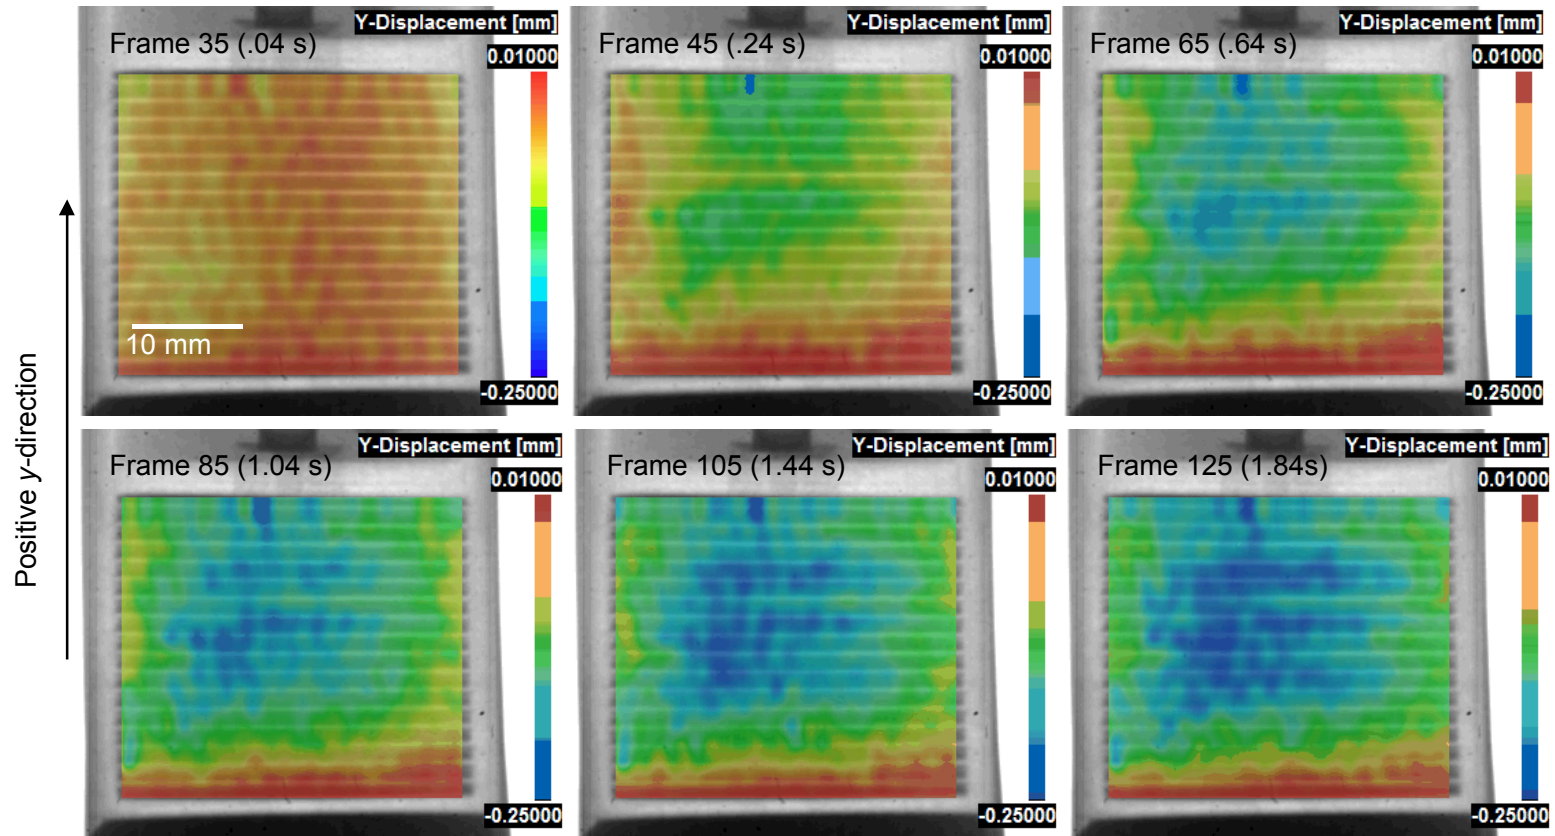 Y-Displacement [mm]
Frame 35 (.04 s)
0.01000
10 mm
-0.25000
Y-Displacement [mm]
Frame 45 (.24 s)
0.01000
-0.25000
Y-Displacement [mm]
Frame 65 (.64 s)
0.01000
-0.25000
Positive y-direction
Y-Displacement [mm]
Frame 85 (1.04 s)
0.01000
-0.25000
Y-Displacement [mm]
Frame 105 (1.44 s)
0.01000
-0.25000
Y-Displacement [mm]
Frame 125 (1.84s)
0.01000
-0.25000